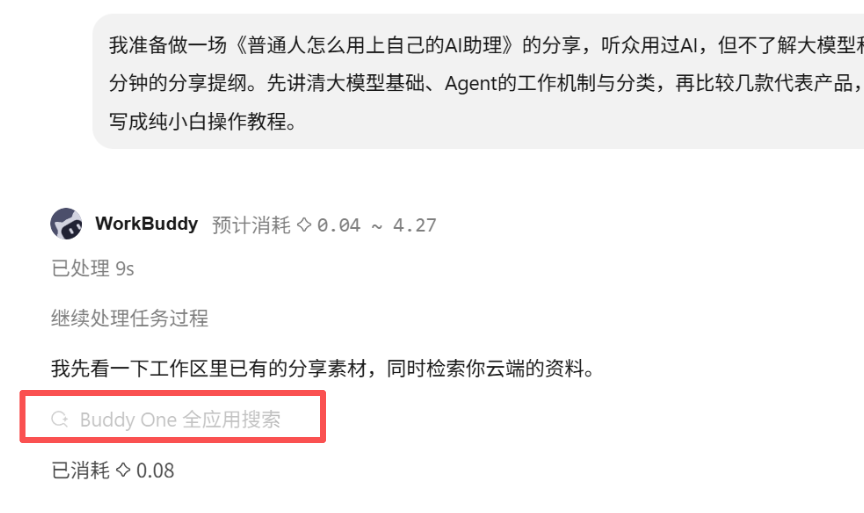 我准备做一场《普通人怎么用上自己的AI助理》的分享，听众用过AI，但不了解大模型和
分钟的分享提纲。先讲清大模型基础、Agent的工作机制与分类，再比较几款代表产品，
写成纯小白操作教程。
WorkBuddy 预计消耗 0.04 ~ 4.27
已处理 9s
继续处理任务过程
我先看一下工作区里已有的分享素材，同时检索你云端的资料。
Buddy One 全应用搜索
已消耗 0.08